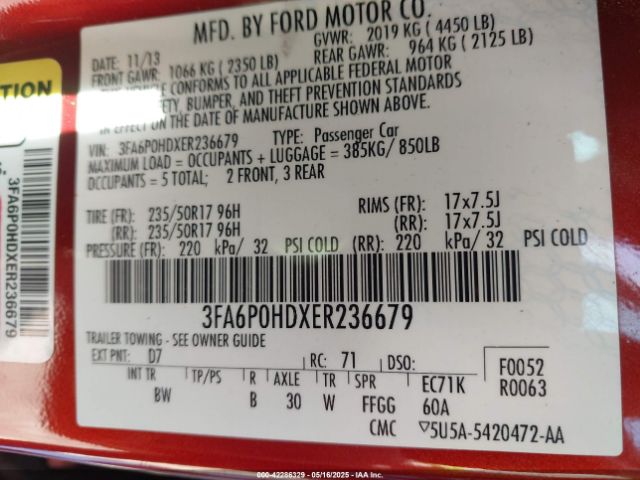 MFD. BY FORD MOTOR CO.
DATE: 11/13 GVWR: 2019 KG ( 4450 LB)
FRONT GAWR: 1066 KG ( 2350 LB) REAR GAWR: 964 KG ( 2125 LB)
VEHICLE CONFORMS TO ALL APPLICABLE FEDERAL MOTOR
SAFETY, BUMPER, AND THEFT PREVENTION STANDARDS
IN EFFECT ON THE DATE OF MANUFACTURE SHOWN ABOVE.
VIN: 3FA6P0HDXER236679 TYPE: Passenger Car
MAXIMUM LOAD = OCCUPANTS + LUGGAGE = 385KG/ 850LB
OCCUPANTS = 5 TOTAL; 2 FRONT, 3 REAR
TIRE (FR): 235/50R17 96H RIMS (FR): 17x7.5J
(RR): 235/50R17 96H (RR): 17x7.5J
PRESSURE (FR): 220 kPa/ 32 PSI COLD (RR): 220 kPa/ 32 PSI COLD
3FA6P0HDXER236679
TRAILER TOWING - SEE OWNER GUIDE
EXT PNT: D7 RC: 71 DSO: F0052
R0063
INT TR TP/PS R AXLE TR SPR EC71K
BW B 30 W FFGG 60A
CMC ▽5U5A-5420472-AA
3FA6P0HDXER236679
000-42286329 - 05/16/2025 - IAA, Inc.